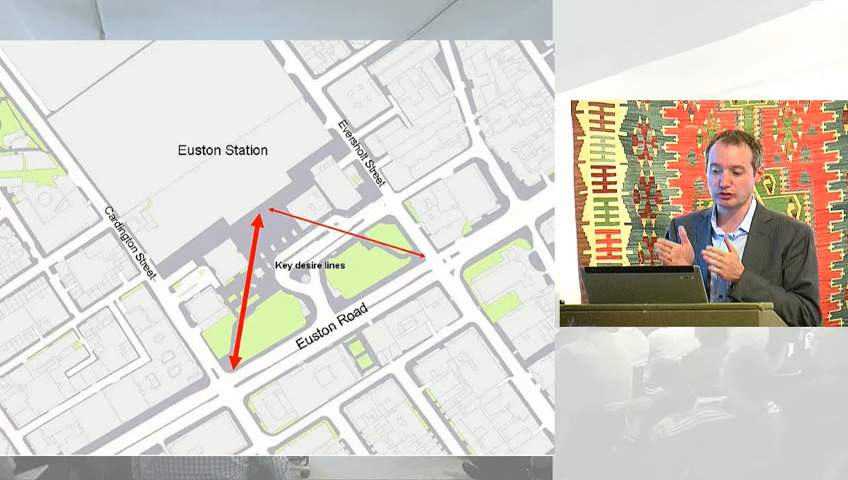 Euston Station
Eversholt Street
Cardington Street
Key desire lines
Euston Road